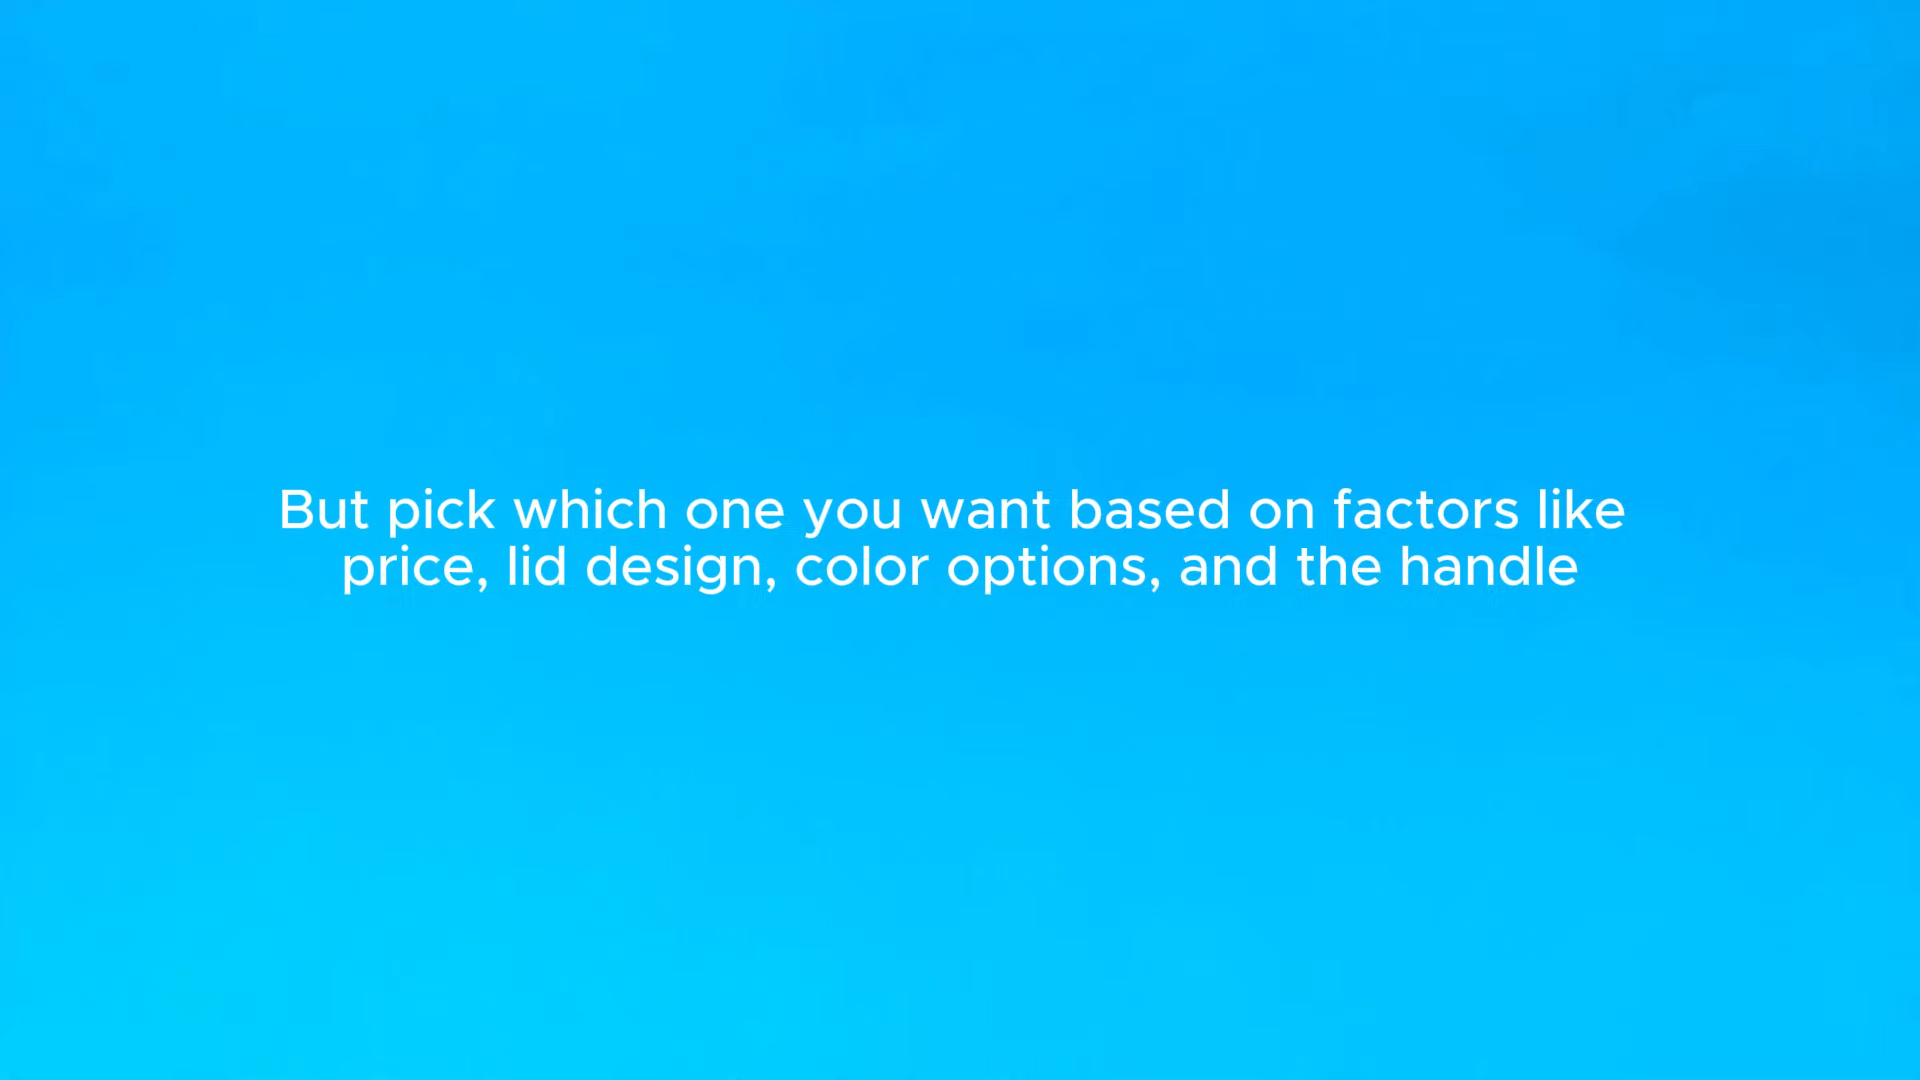 But pick which one you want based on factors like
price, lid design, color options, and the handle